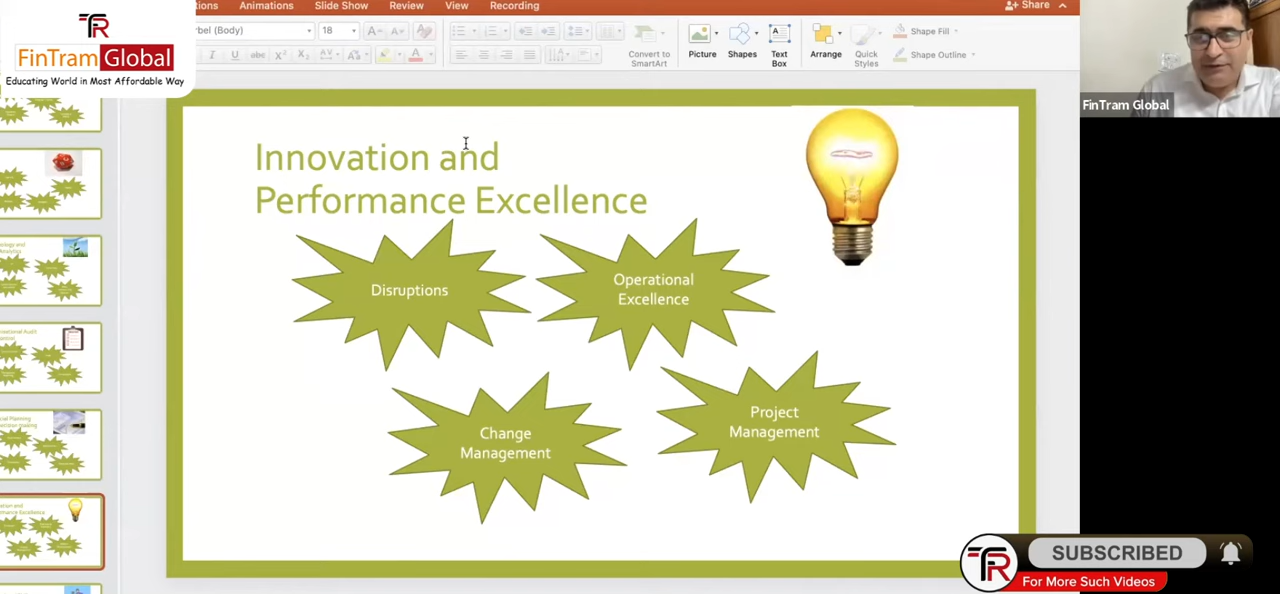 FinTram Global
Educating World in Most Affordable Way
Animations
Slide Show
Review
View
Recording
Share
(Body)
18
Convert to
SmartArt
Picture
Shapes
Text
Box
Arrange
Quick
Styles
Shape Fill
Shape Outline
FinTram Global
Innovation and
Performance Excellence
Disruptions
Operational
Excellence
Change
Management
Project
Management
SUBSCRIBED
For More Such Videos